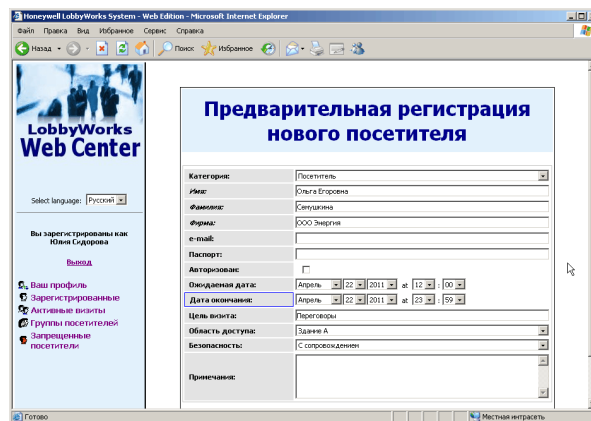 Honeywell LobbyWorks System - Web Edition - Microsoft Internet Explorer
Файл Правка Вид Избранное Сервис Справка
Назад Поиск Избранное
LobbyWorks
Web Center
Select language: Русский
Вы зарегистрированы как
Юлия Сидорова
Выход
Ваш профиль
Зарегистрированные
Активные визиты
Группы посетителей
Запрещенные
посетители
Предварительная регистрация
нового посетителя
Категория: Посетитель
Имя: Ольга Егоровна
Фамилия: Семушкина
Фирма: ООО Энергия
e-mail:
Паспорт:
Авторизован:
Ожидаемая дата: Апрель 22 2011 at 12 : 00
Дата окончания: Апрель 22 2011 at 23 : 59
Цель визита: Переговоры
Область доступа: Здание А
Безопасность: С сопровождением
Примечания:
Готово Местная интрасеть